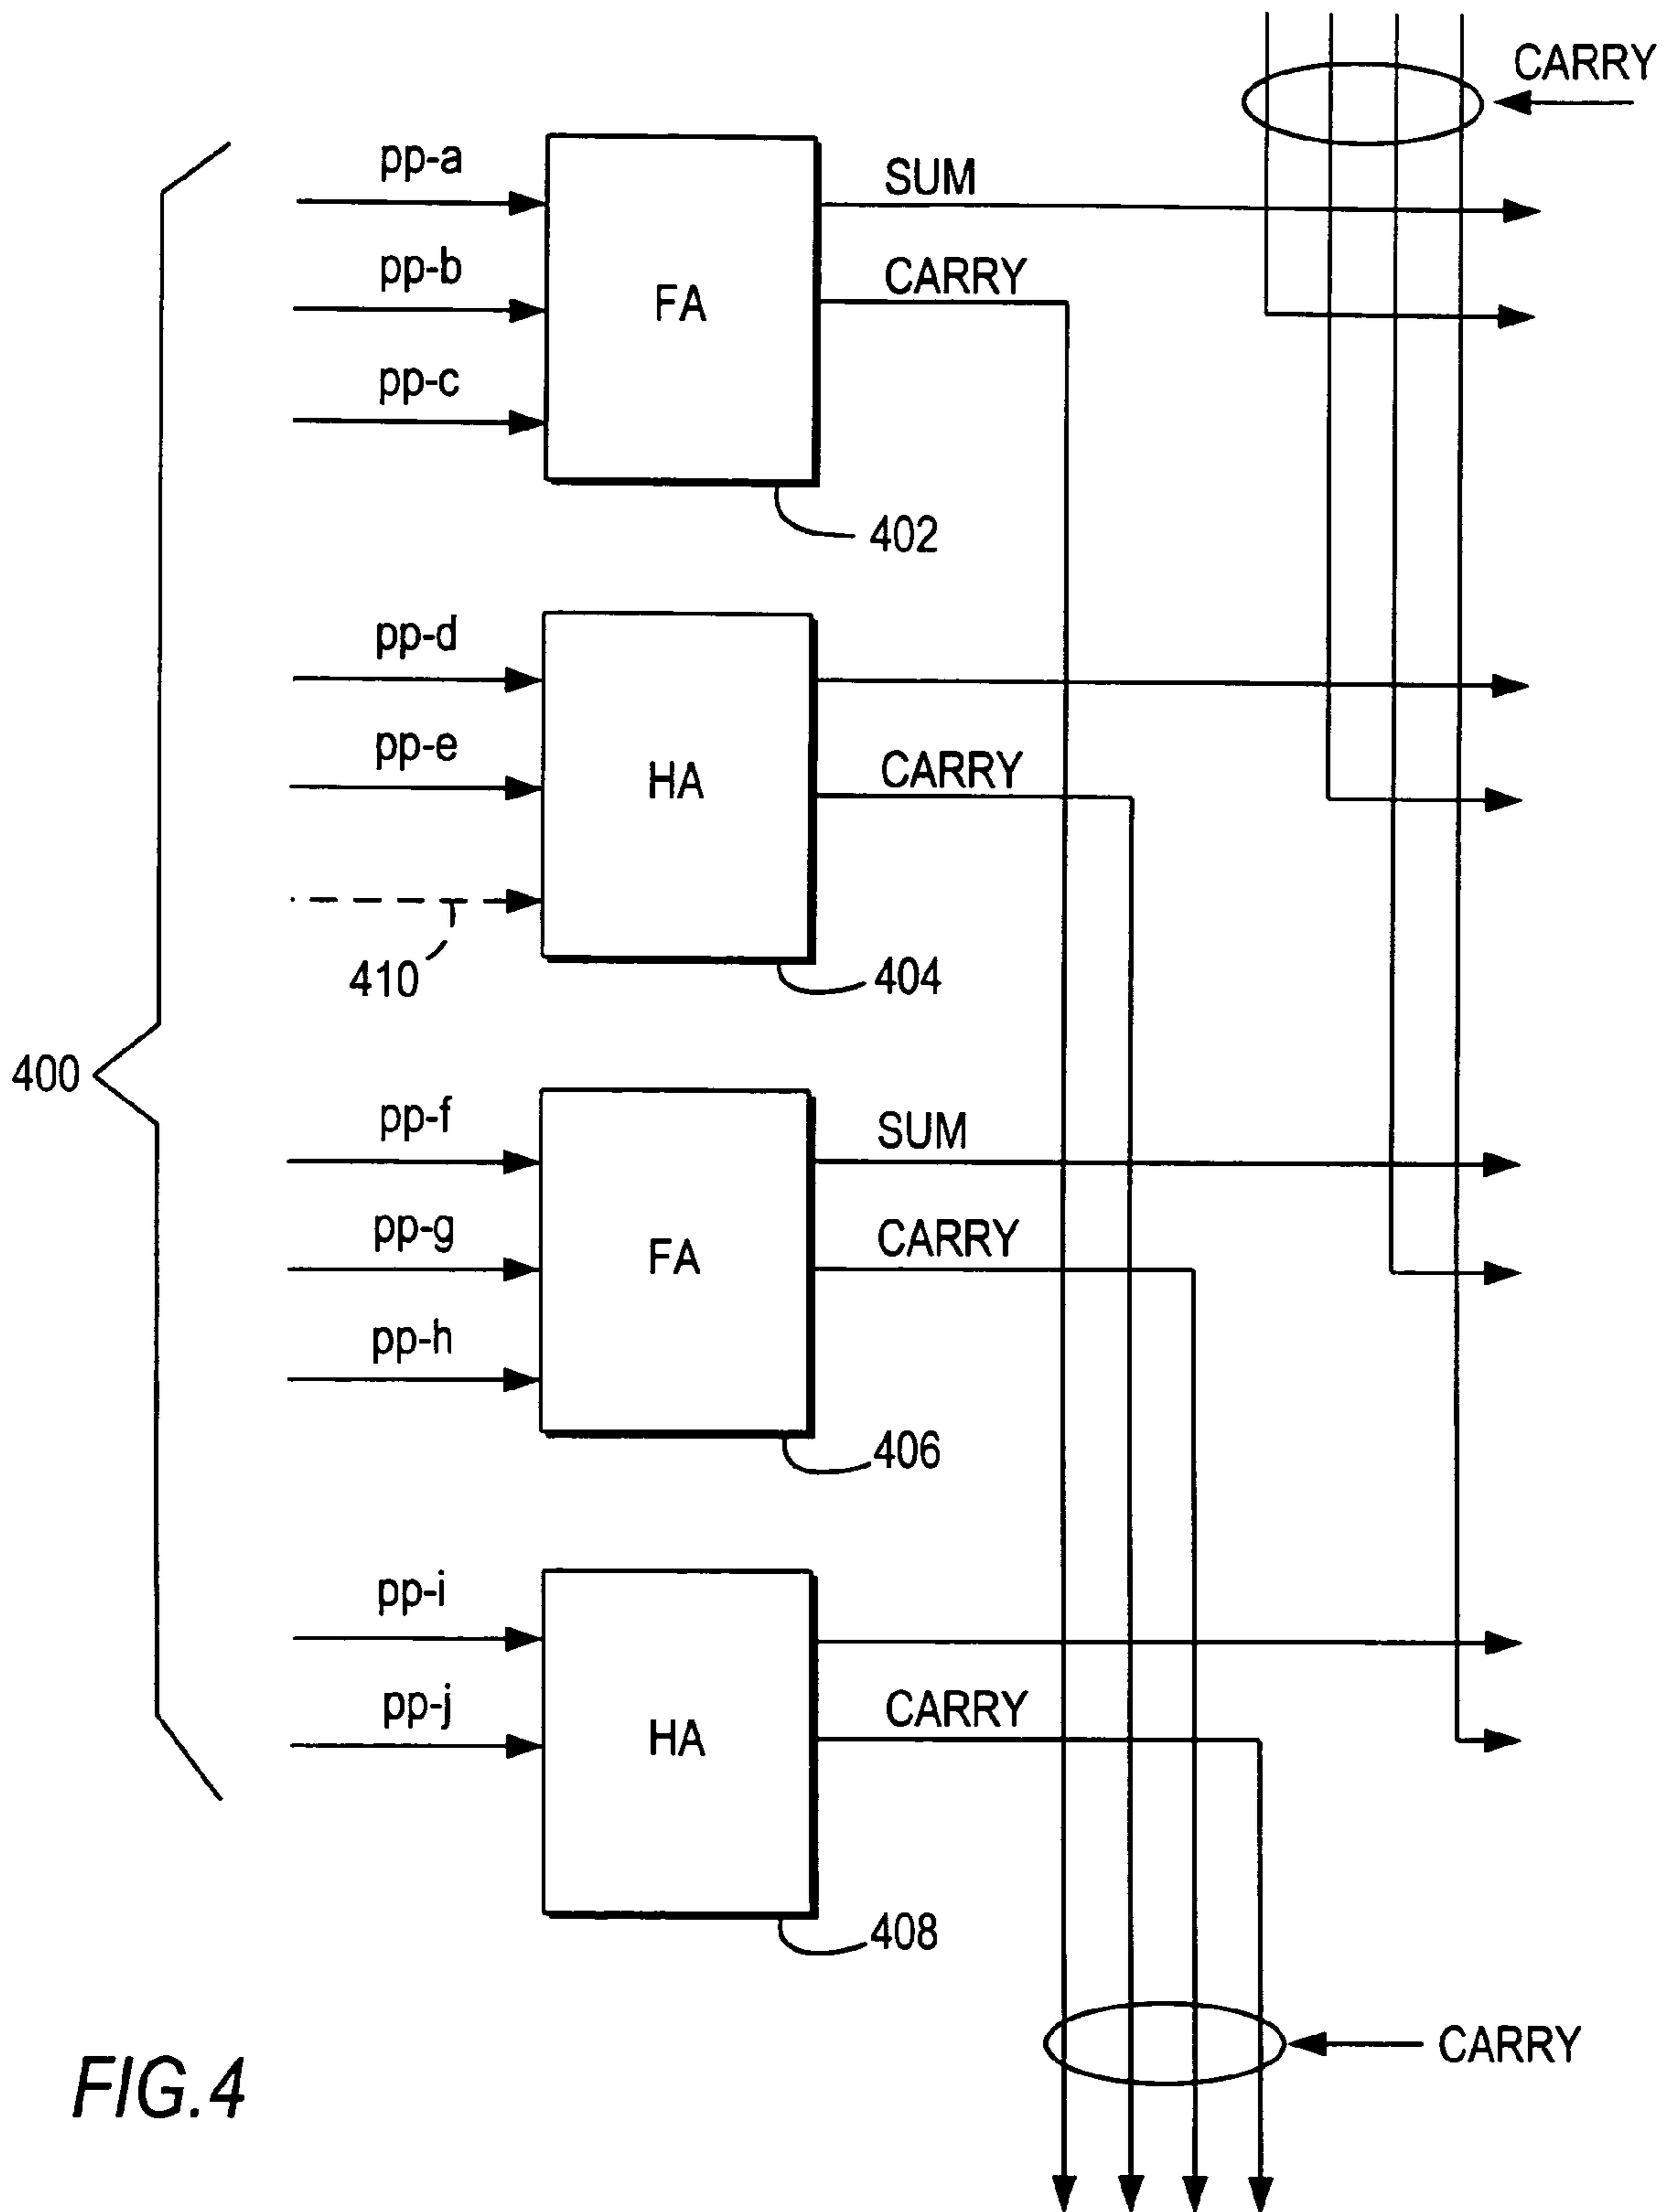 CARRY
pp-a
SUM
pp-b
CARRY
FA
pp-c
402
pp-d
pp-e
CARRY
HA
410
404
400
pp-f
SUM
pp-g
CARRY
FA
pp-h
406
pp-i
pp-j
CARRY
HA
408
CARRY
FIG.4